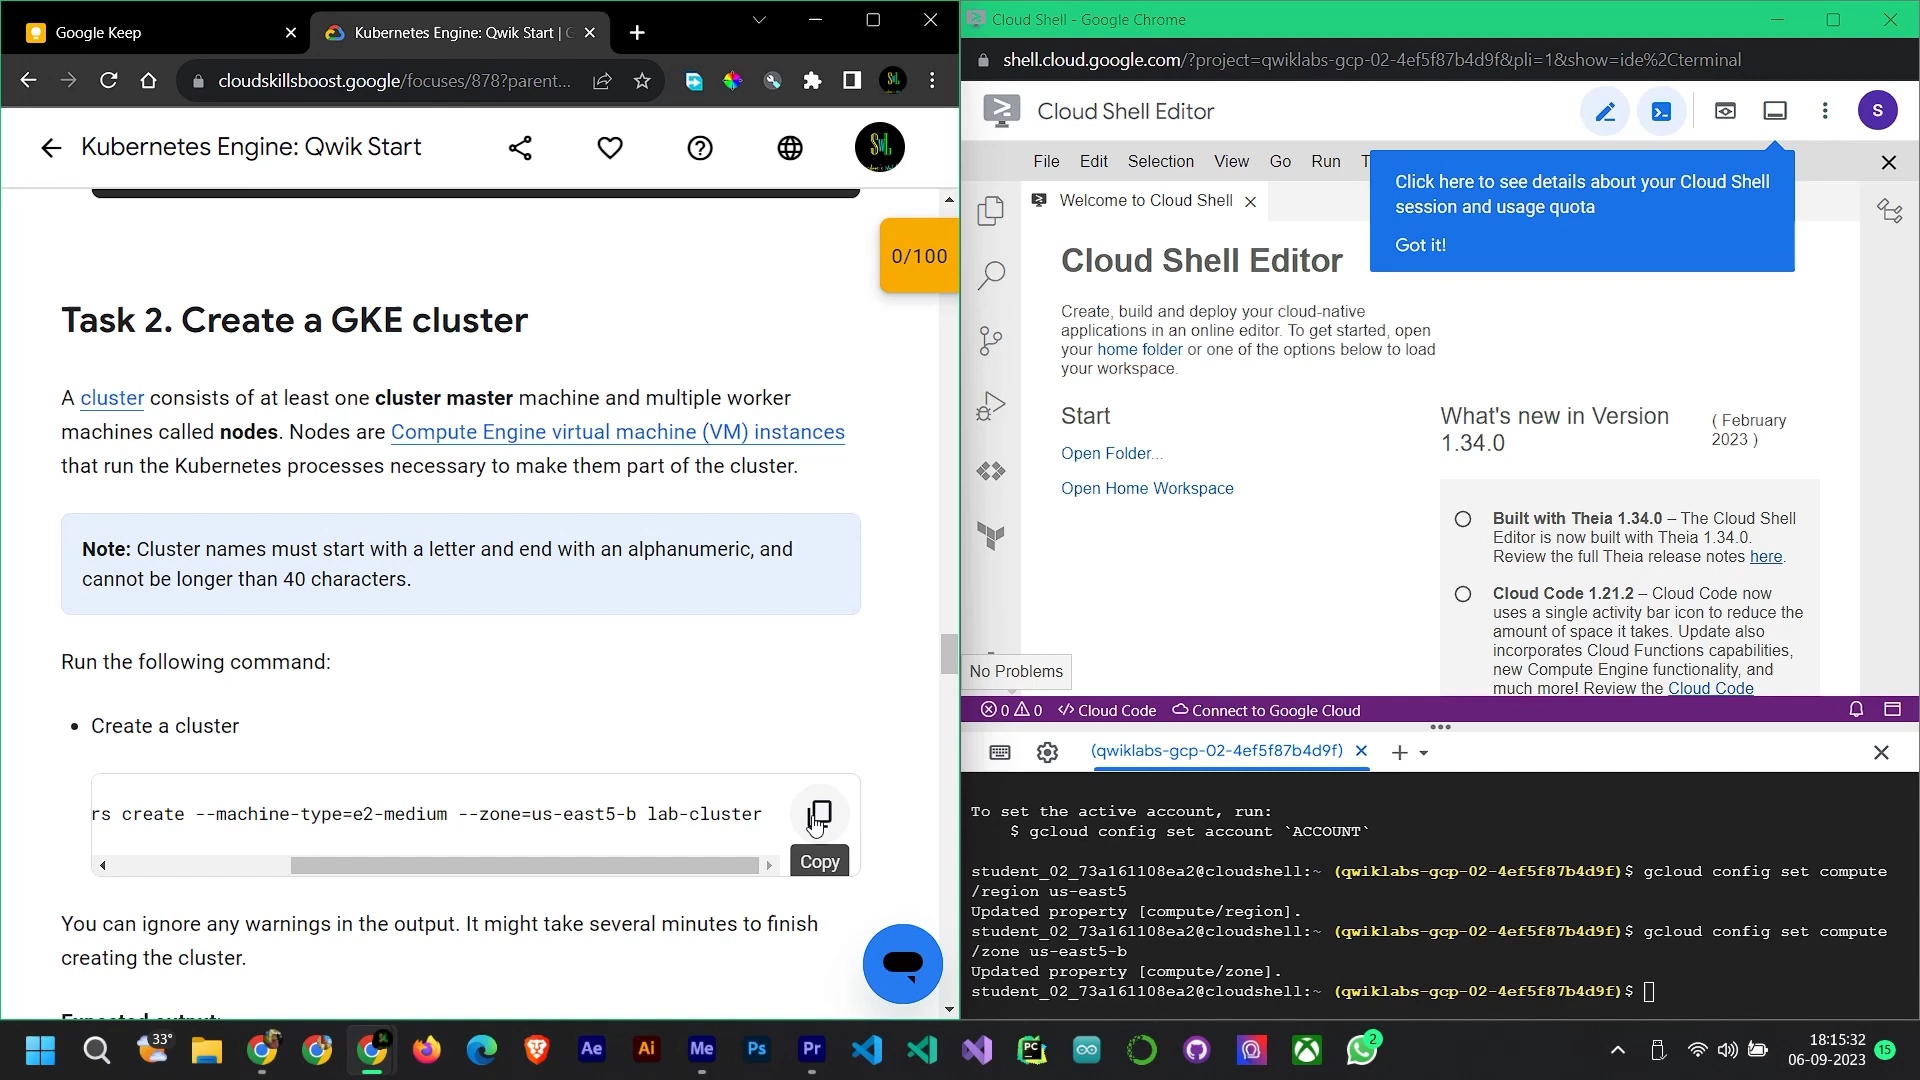 Google Keep
Kubernetes Engine: Qwik Start |
cloudskillsboost.google/focuses/878?parent...
Kubernetes Engine: Qwik Start
0/100
Task 2. Create a GKE cluster
A cluster consists of at least one cluster master machine and multiple worker
machines called nodes. Nodes are Compute Engine virtual machine (VM) instances
that run the Kubernetes processes necessary to make them part of the cluster.
Note: Cluster names must start with a letter and end with an alphanumeric, and
cannot be longer than 40 characters.
Run the following command:
• Create a cluster
rs create --machine-type=e2-medium --zone=us-east5-b lab-cluster
Copy
You can ignore any warnings in the output. It might take several minutes to finish
creating the cluster.
Expected output:
Cloud Shell - Google Chrome
shell.cloud.google.com/?project=qwiklabs-gcp-02-4ef5f87b4d9f&pli=1&show=ide%2Cterminal
Cloud Shell Editor
S
File Edit Selection View Go Run T
Click here to see details about your Cloud Shell
session and usage quota
Got it!
Welcome to Cloud Shell
Cloud Shell Editor
Create, build and deploy your cloud-native
applications in an online editor. To get started, open
your home folder or one of the options below to load
your workspace.
Start
Open Folder...
Open Home Workspace
What's new in Version
1.34.0
( February
2023 )
Built with Theia 1.34.0 – The Cloud Shell
Editor is now built with Theia 1.34.0.
Review the full Theia release notes here.
Cloud Code 1.21.2 – Cloud Code now
uses a single activity bar icon to reduce the
amount of space it takes. Update also
incorporates Cloud Functions capabilities,
new Compute Engine functionality, and
much more! Review the Cloud Code
No Problems
0 0 Cloud Code Connect to Google Cloud
(qwiklabs-gcp-02-4ef5f87b4d9f)
To set the active account, run:
$ gcloud config set account `ACCOUNT`
student_02_73a161108ea2@cloudshell:~ (qwiklabs-gcp-02-4ef5f87b4d9f)$ gcloud config set compute
/region us-east5
Updated property [compute/region].
student_02_73a161108ea2@cloudshell:~ (qwiklabs-gcp-02-4ef5f87b4d9f)$ gcloud config set compute
/zone us-east5-b
Updated property [compute/zone].
student_02_73a161108ea2@cloudshell:~ (qwiklabs-gcp-02-4ef5f87b4d9f)$
33°
Ae
Ai
Me
Ps
Pr
PC
2
18:15:32
06-09-2023
15